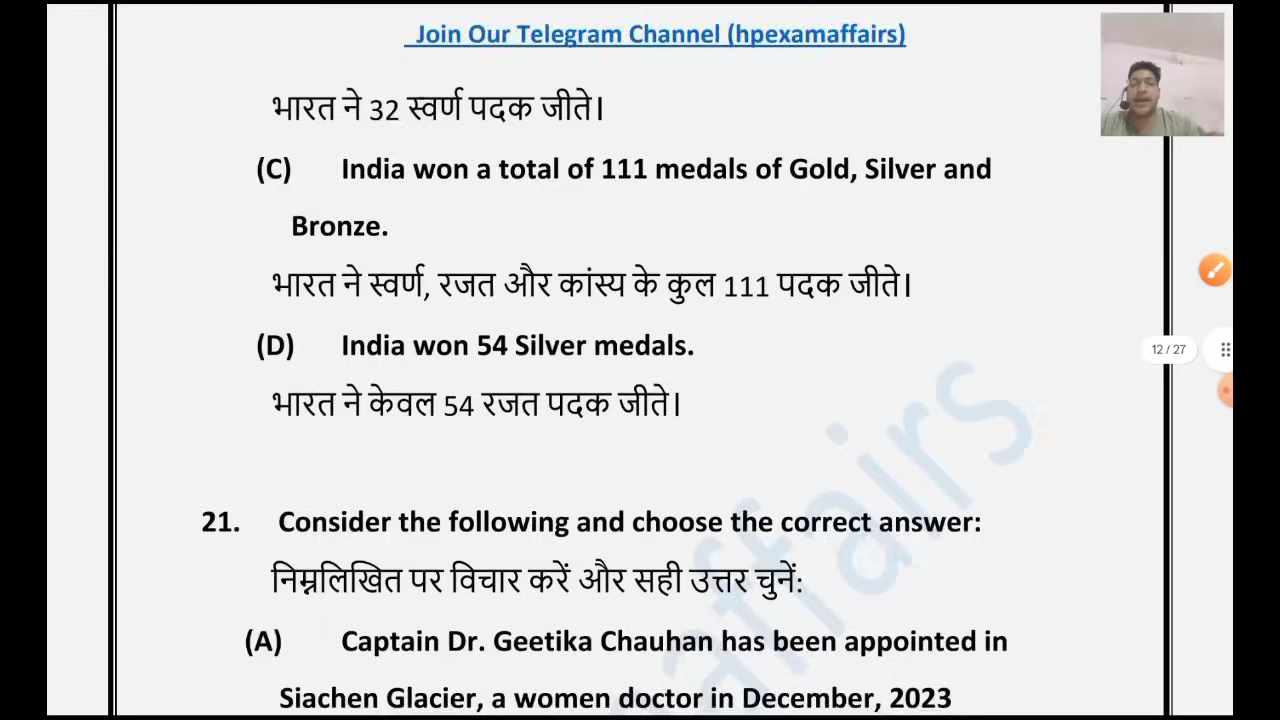 Join Our Telegram Channel (hpexamaffairs)
भारत ने 32 स्वर्ण पदक जीते।
(C) India won a total of 111 medals of Gold, Silver and
Bronze.
भारत ने स्वर्ण, रजत और कांस्य के कुल 111 पदक जीते।
(D) India won 54 Silver medals.
12 / 27
भारत ने केवल 54 रजत पदक जीते।
21. Consider the following and choose the correct answer:
निम्नलिखित पर विचार करें और सही उत्तर चुनें:
(A) Captain Dr. Geetika Chauhan has been appointed in
Siachen Glacier, a women doctor in December, 2023
affairs